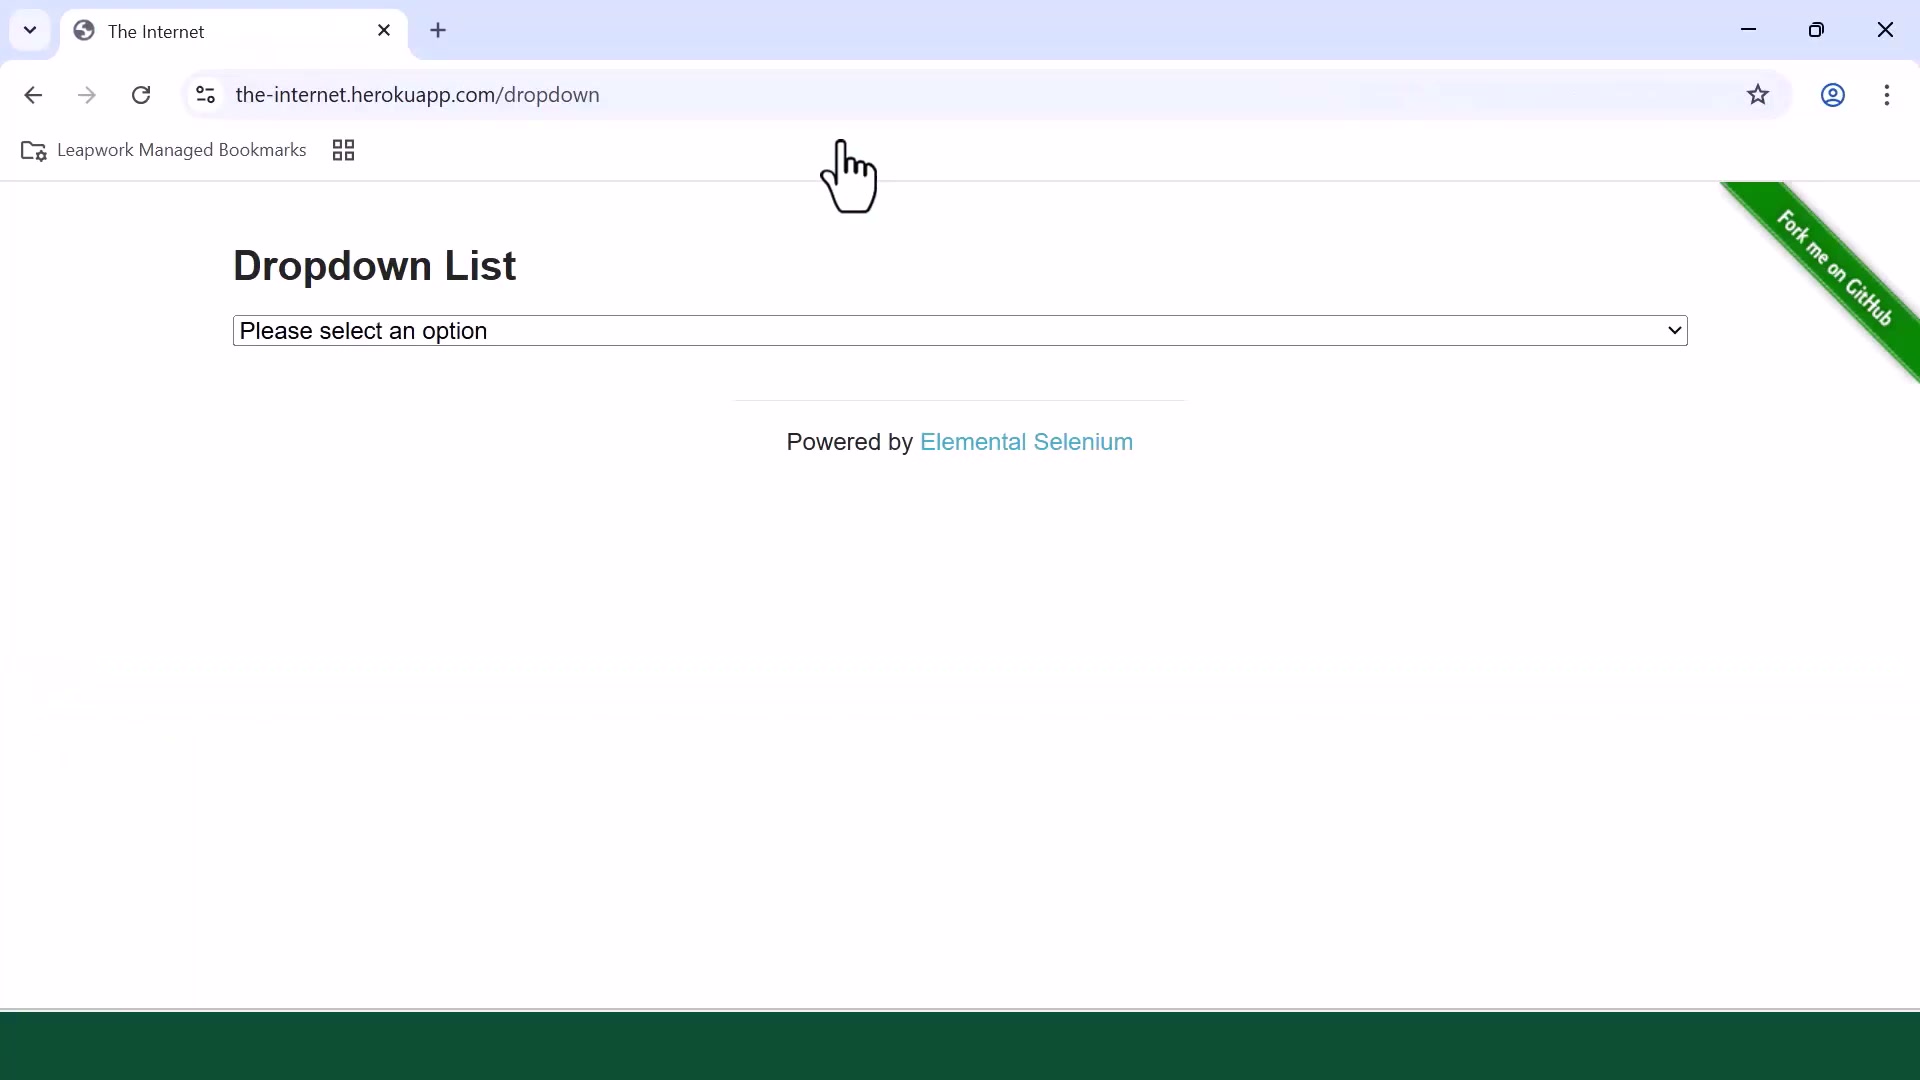 The Internet
the-internet.herokuapp.com/dropdown
Leapwork Managed Bookmarks
Fork me on GitHub
Dropdown List
Please select an option
Powered by Elemental Selenium